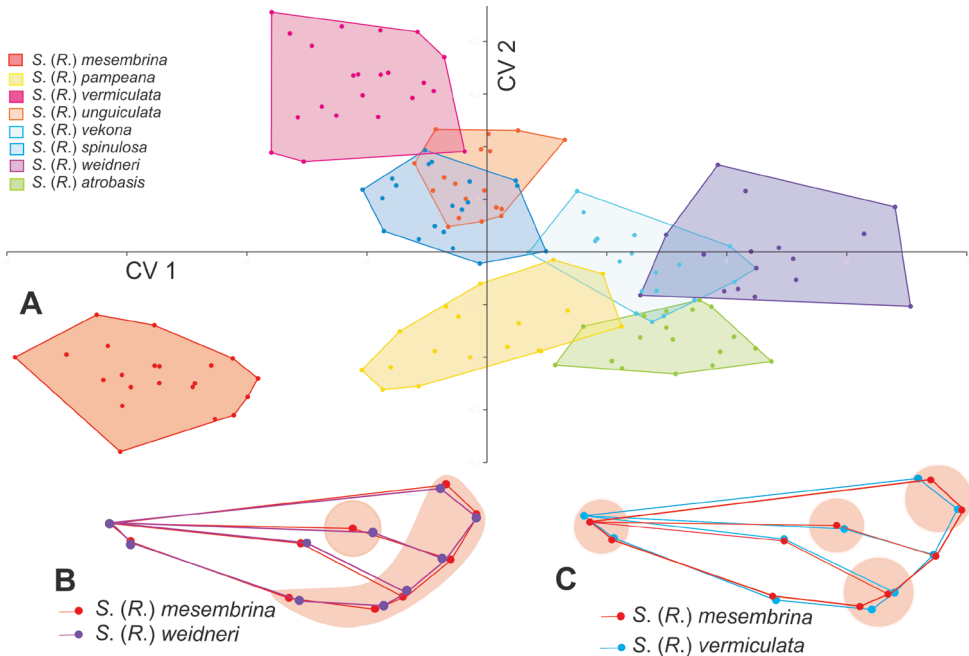 CV 2
S. (R.) mesembrina
S. (R.) pampeana
S. (R.) vermiculata
S. (R.) unguiculata
S. (R.) vekona
S. (R.) spinulosa
S. (R.) weidneri
S. (R.) atrobasis
CV 1
A
B
S. (R.) mesembrina
S. (R.) weidneri
C
S. (R.) mesembrina
S. (R.) vermiculata